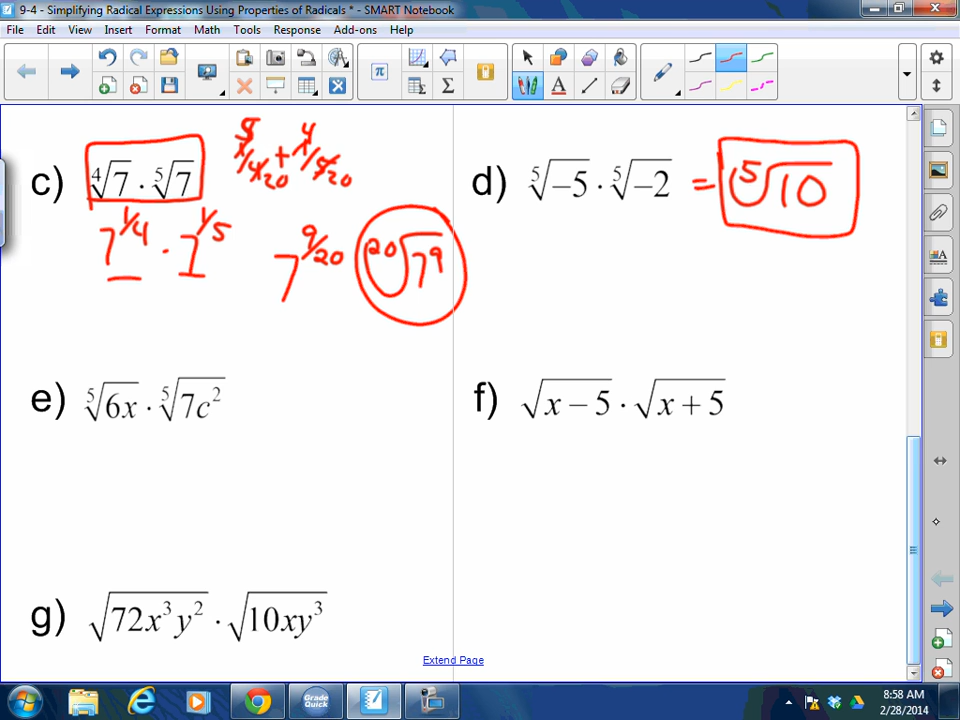 9-4 - Simplifying Radical Expressions Using Properties of Radicals * - SMART Notebook
File Edit View Insert Format Math Tools Response Add-ons Help
c) ∜7 · ⁵√7
5/20 + 4/20
7^1/4 · 7^1/5
7^9/20 ²⁰√7⁹
d) ⁵√–5 · ⁵√–2 = ⁵√10
e) ⁵√6x · ⁵√7c²
f) √x – 5 · √x + 5
g) √72x³y² · √10xy³
Extend Page
Grade Quick
8:58 AM
2/28/2014